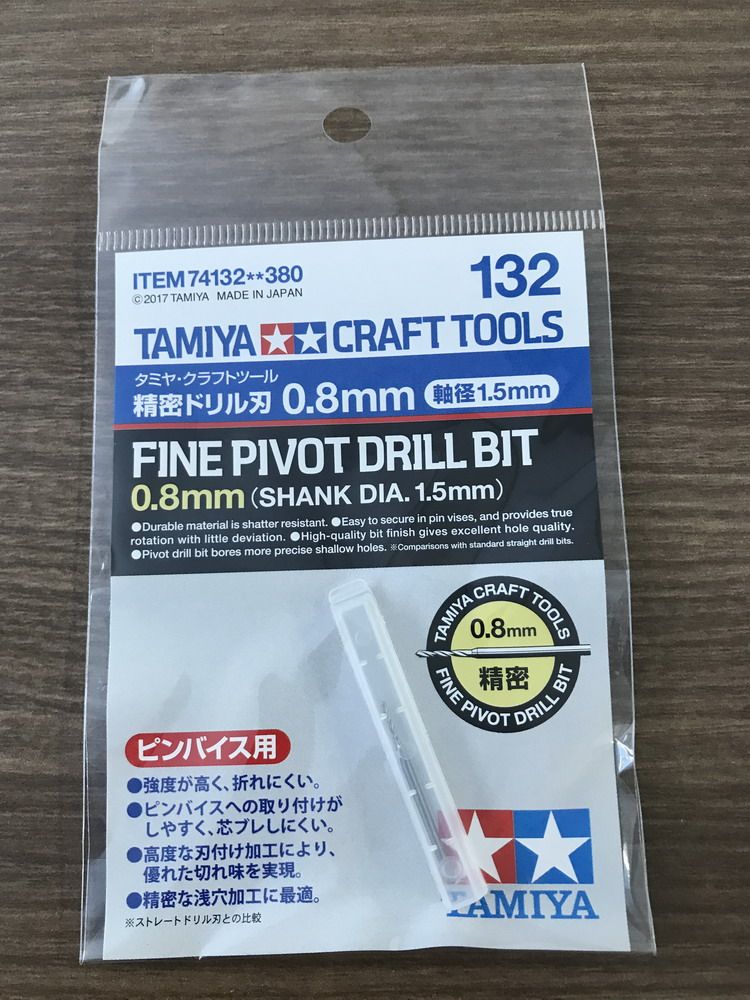 ITEM 74132**380
132
©2017 TAMIYA MADE IN JAPAN
TAMIYA CRAFT TOOLS
タミヤ・クラフトツール
精密ドリル刃 0.8mm 軸径1.5mm
FINE PIVOT DRILL BIT
0.8mm (SHANK DIA. 1.5mm)
●Durable material is shatter resistant. ●Easy to secure in pin vises, and provides true
rotation with little deviation. ●High-quality bit finish gives excellent hole quality.
●Pivot drill bit bores more precise shallow holes. ※Comparisons with standard straight drill bits.
TAMIYA CRAFT TOOLS
0.8mm
精密
FINE PIVOT DRILL BIT
ピンバイス用
●強度が高く、折れにくい。
●ピンバイスへの取り付けが
しやすく、芯ブレしにくい。
●高度な刃付け加工により、
優れた切れ味を実現。
●精密な浅穴加工に最適。
※ストレートドリル刃との比較
TAMIYA